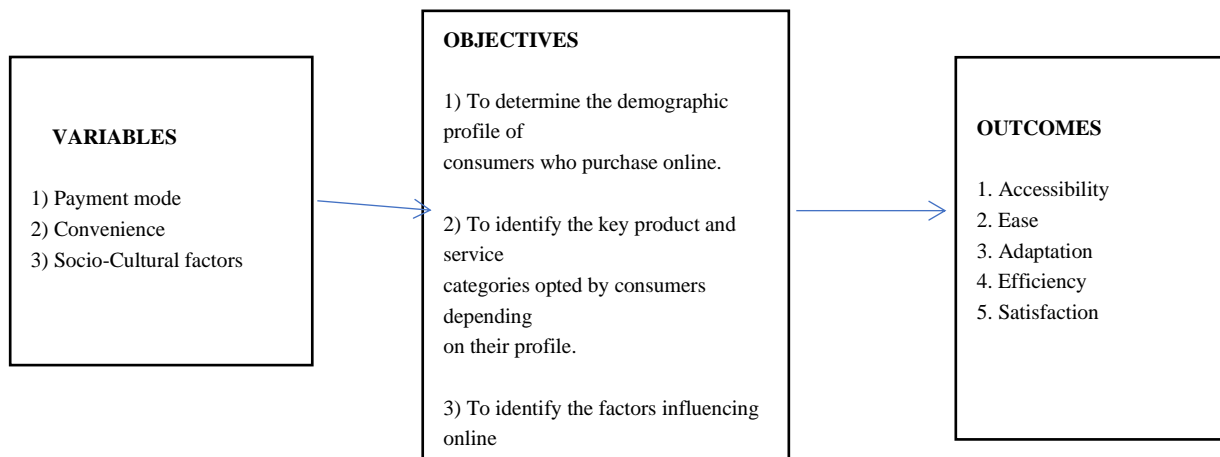 VARIABLES
1) Payment mode
2) Convenience
3) Socio-Cultural factors
OBJECTIVES
1) To determine the demographic
profile of
consumers who purchase online.
2) To identify the key product and
service
categories opted by consumers
depending
on their profile.
3) To identify the factors influencing
online
OUTCOMES
1. Accessibility
2. Ease
3. Adaptation
4. Efficiency
5. Satisfaction